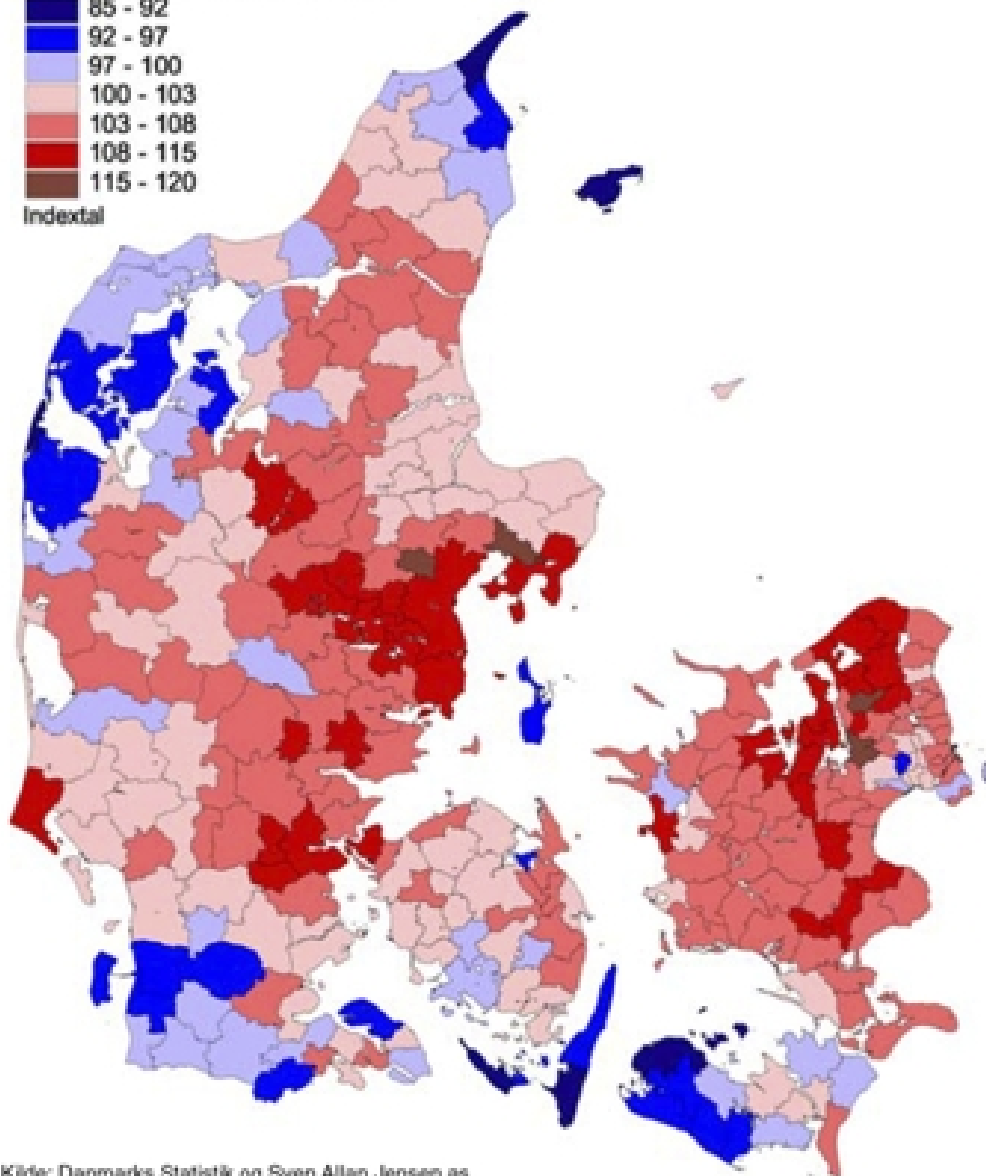 85 - 92
92 - 97
97 - 100
100 - 103
103 - 108
108 - 115
115 - 120
Indextal
Kilde: Danmarks Statistik og Sven Allan Jensen as